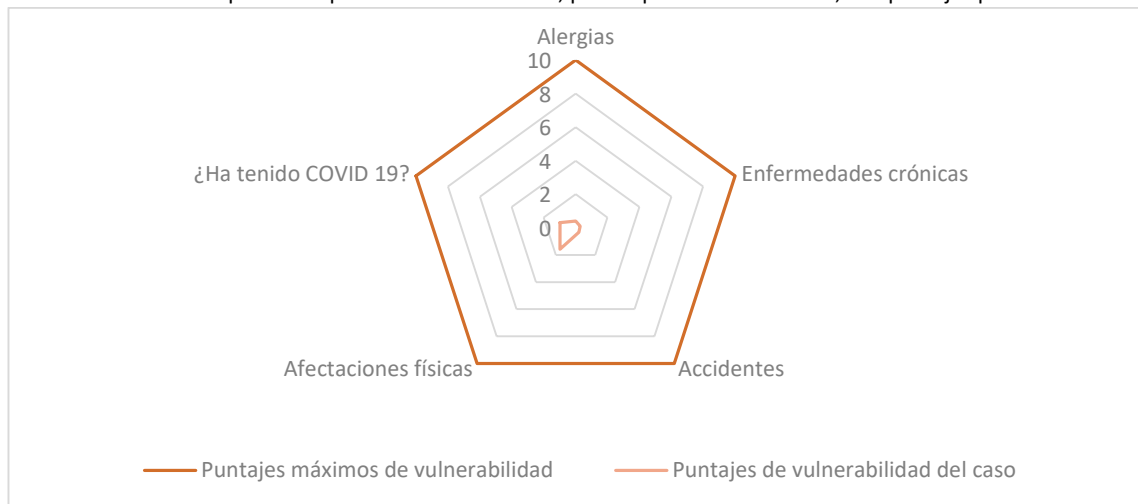 Alergias
10
8
6
4
2
0
¿Ha tenido COVID 19?
Enfermedades crónicas
Afectaciones físicas
Accidentes
Puntajes máximos de vulnerabilidad
Puntajes de vulnerabilidad del caso